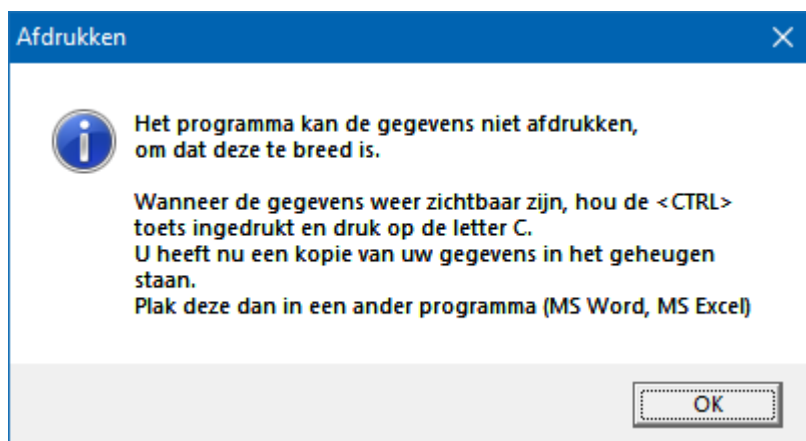 Afdrukken
Het programma kan de gegevens niet afdrukken,
om dat deze te breed is.
Wanneer de gegevens weer zichtbaar zijn, hou de <CTRL>
toets ingedrukt en druk op de letter C.
U heeft nu een kopie van uw gegevens in het geheugen
staan.
Plak deze dan in een ander programma (MS Word, MS Excel)
OK